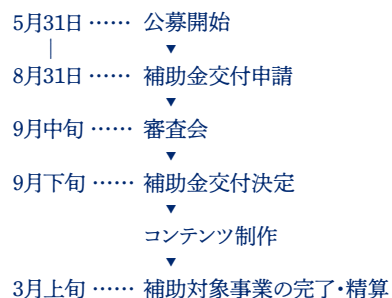 5月31日 …… 公募開始
｜ ▼
8月31日 …… 補助金交付申請
▼
9月中旬 …… 審査会
▼
9月下旬 …… 補助金交付決定
▼
コンテンツ制作
▼
3月上旬 …… 補助対象事業の完了・精算